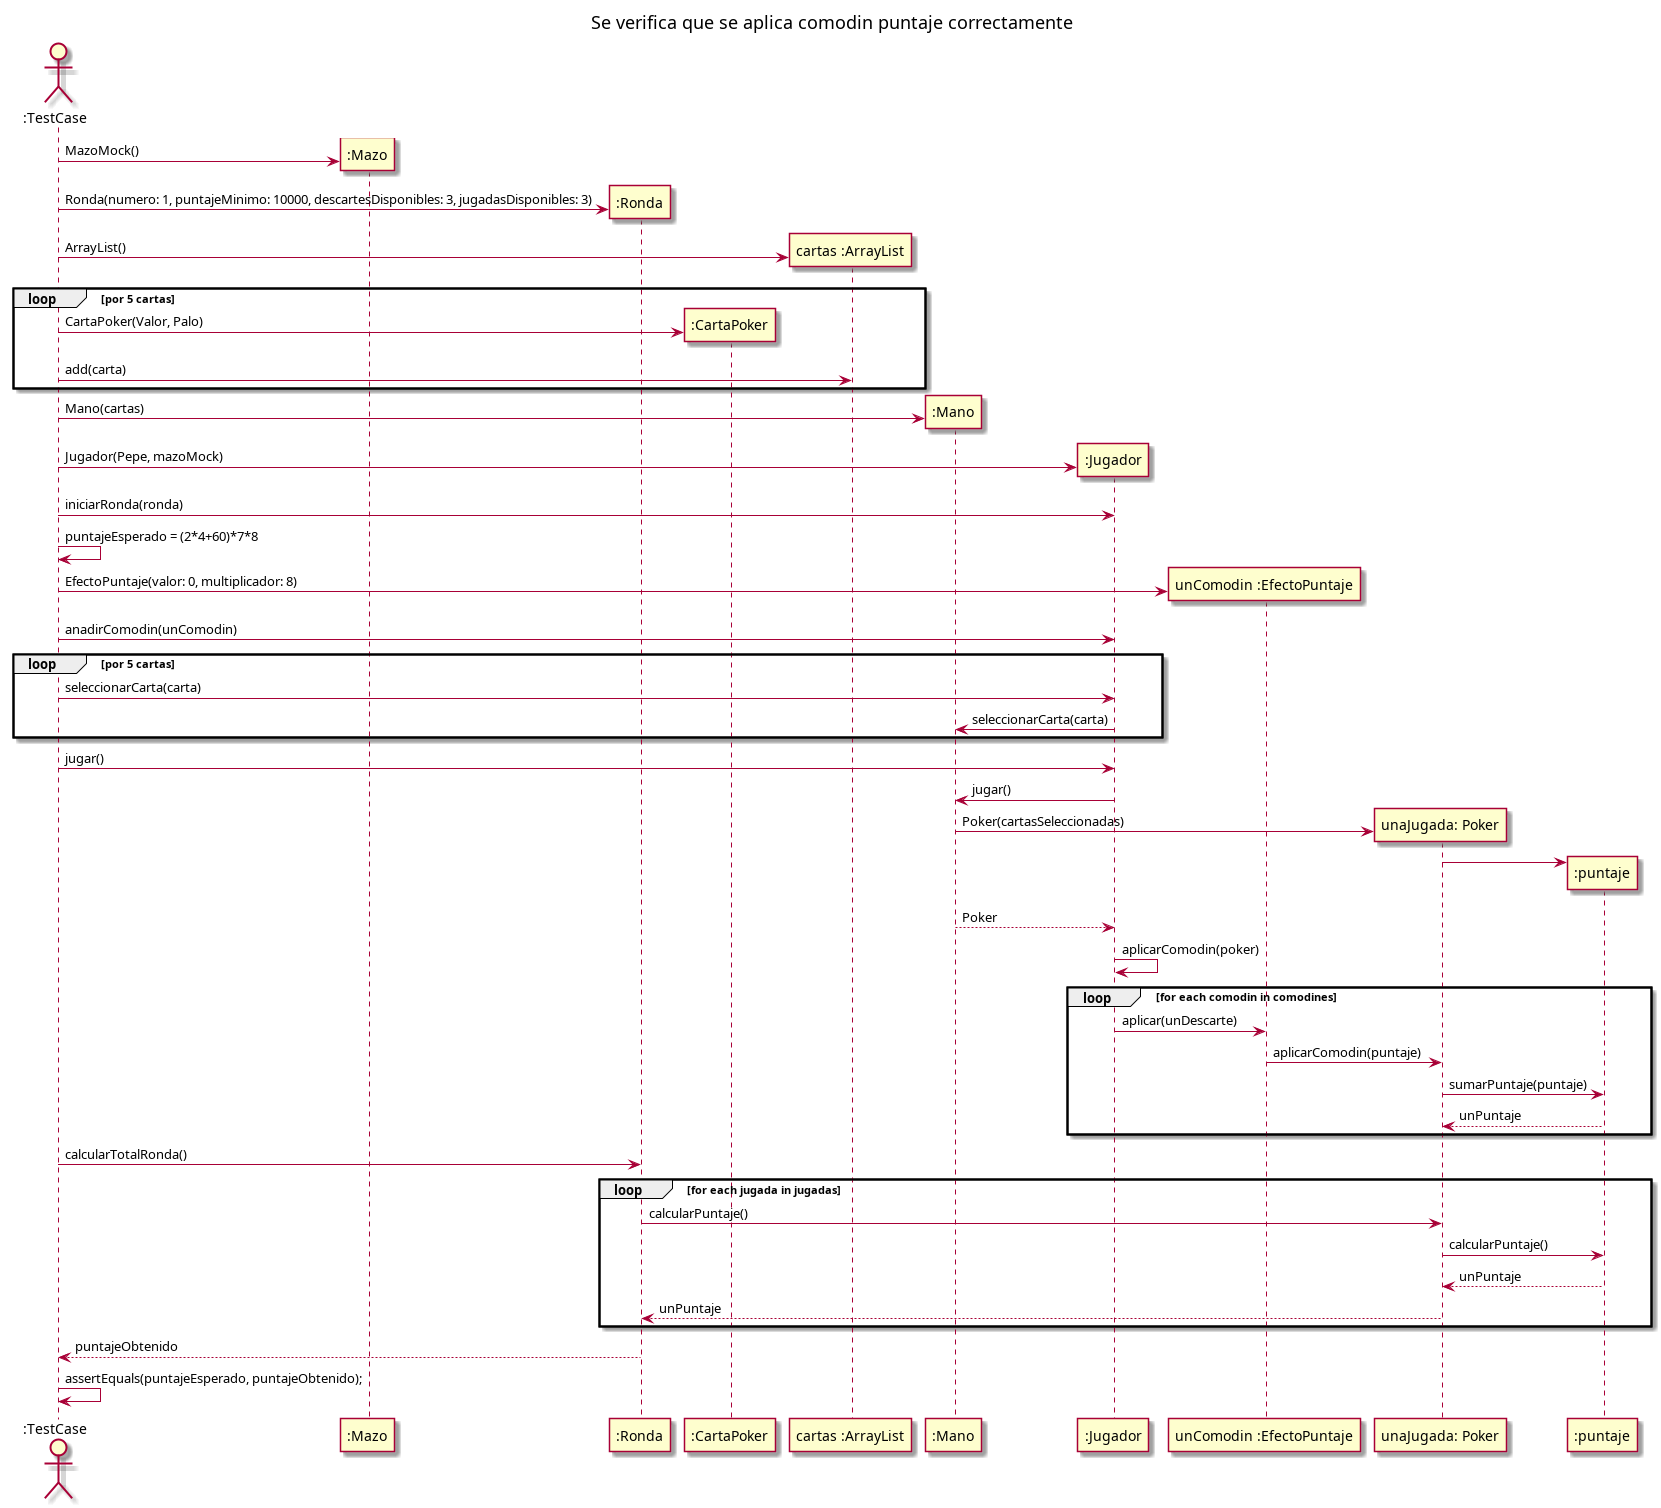 Se verifica que se aplica comodin puntaje correctamente
:TestCase
MazoMock()
:Mazo
Ronda(numero: 1, puntajeMinimo: 10000, descartesDisponibles: 3, jugadasDisponibles: 3)
:Ronda
ArrayList()
cartas :ArrayList
loop [por 5 cartas]
CartaPoker(Valor, Palo)
:CartaPoker
add(carta)
Mano(cartas)
:Mano
Jugador(Pepe, mazoMock)
:Jugador
iniciarRonda(ronda)
puntajeEsperado = (2*4+60)*7*8
EfectoPuntaje(valor: 0, multiplicador: 8)
unComodin :EfectoPuntaje
anadirComodin(unComodin)
loop [por 5 cartas]
seleccionarCarta(carta)
seleccionarCarta(carta)
jugar()
jugar()
Poker(cartasSeleccionadas)
unaJugada: Poker
:puntaje
Poker
aplicarComodin(poker)
loop [for each comodin in comodines]
aplicar(unDescarte)
aplicarComodin(puntaje)
sumarPuntaje(puntaje)
unPuntaje
calcularTotalRonda()
loop [for each jugada in jugadas]
calcularPuntaje()
calcularPuntaje()
unPuntaje
unPuntaje
puntajeObtenido
assertEquals(puntajeEsperado, puntajeObtenido);
:TestCase
:Mazo
:Ronda
:CartaPoker
cartas :ArrayList
:Mano
:Jugador
unComodin :EfectoPuntaje
unaJugada: Poker
:puntaje